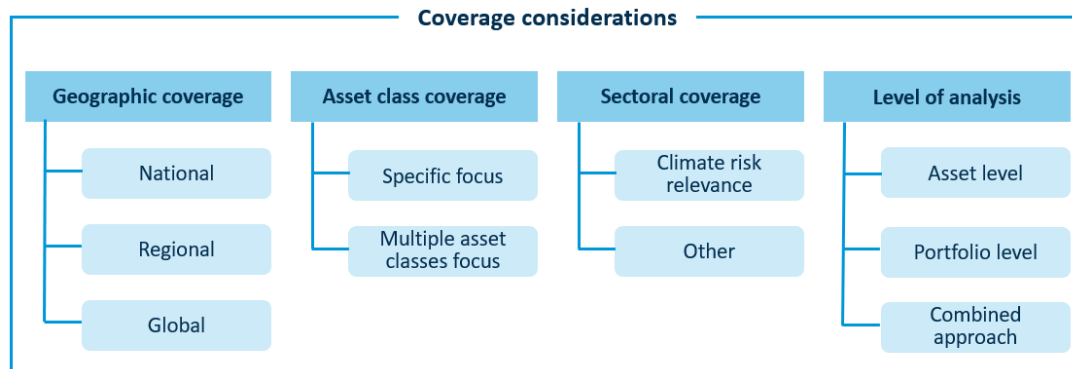 Coverage considerations
Geographic coverage
National
Regional
Global
Asset class coverage
Specific focus
Multiple asset
classes focus
Sectoral coverage
Climate risk
relevance
Other
Level of analysis
Asset level
Portfolio level
Combined
approach